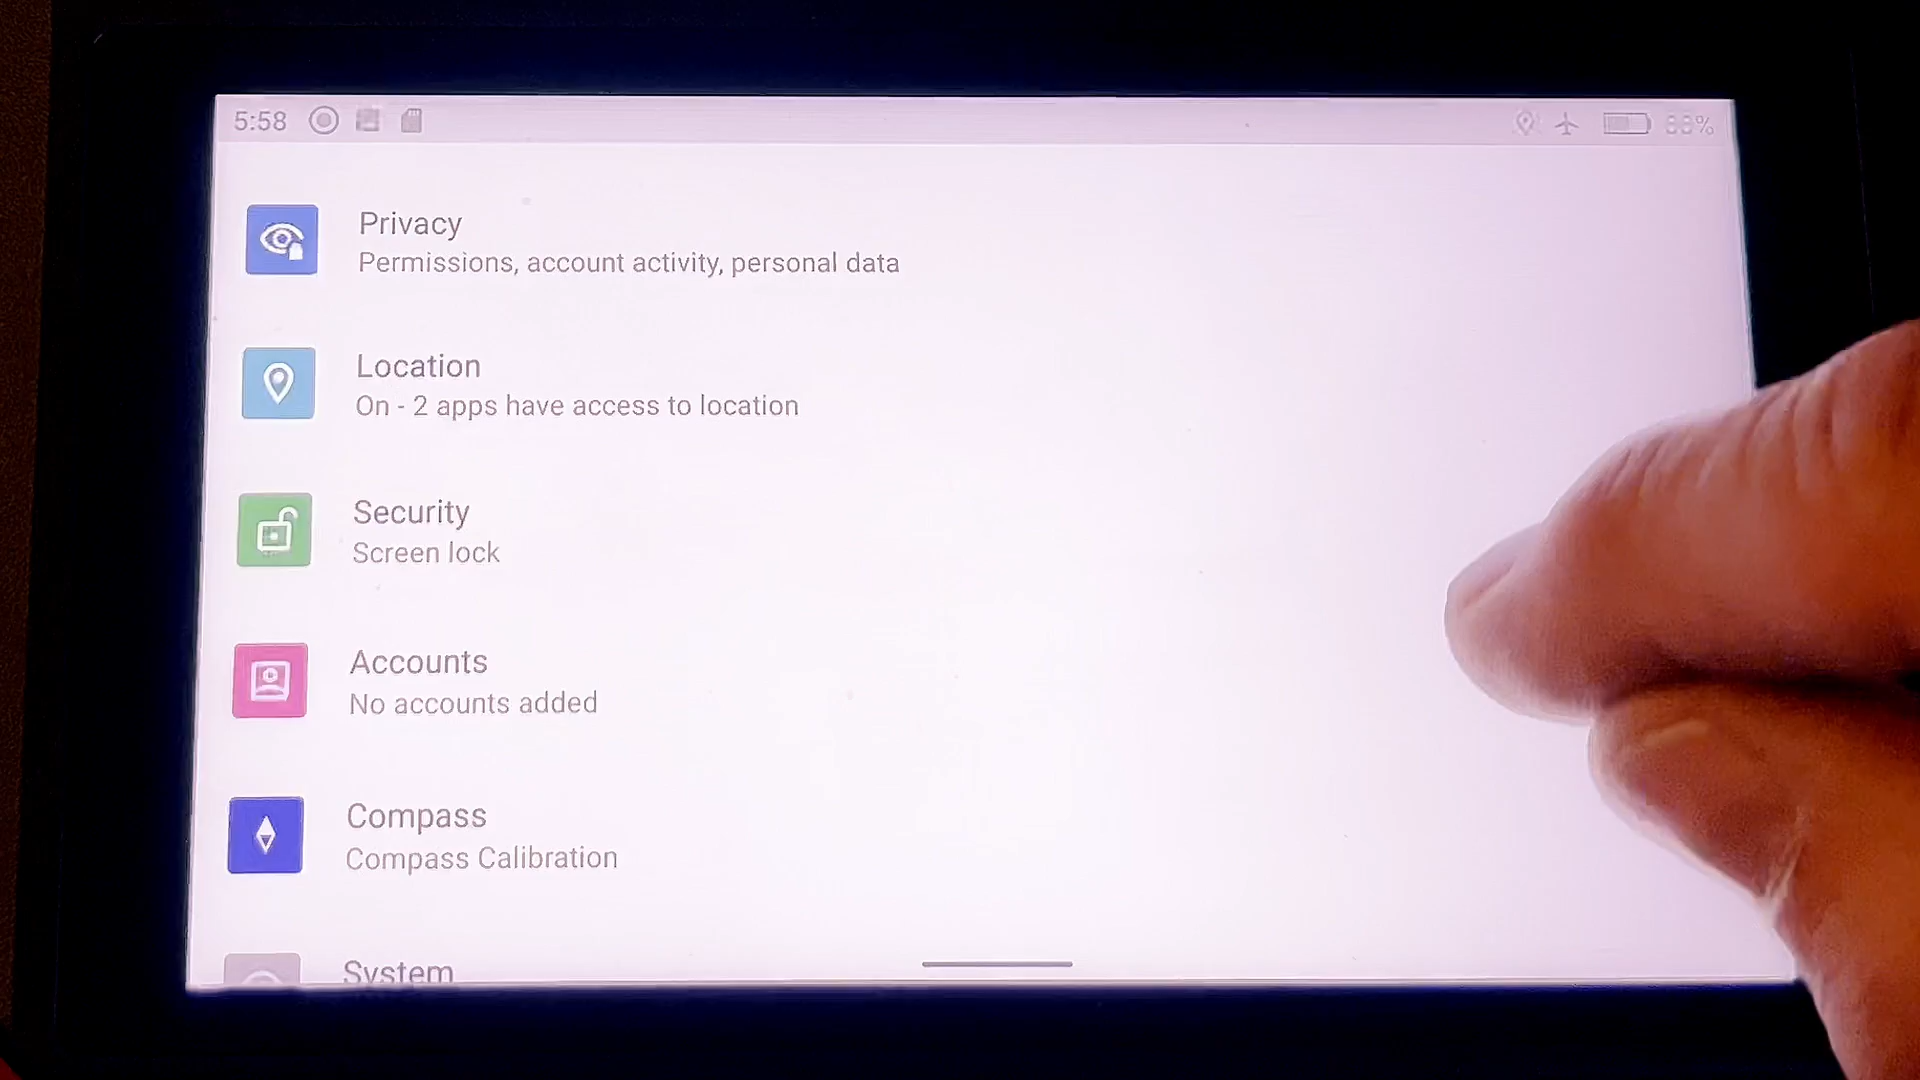 5:58
Privacy
Permissions, account activity, personal data
Location
On - 2 apps have access to location
Security
Screen lock
Accounts
No accounts added
Compass
Compass Calibration
System